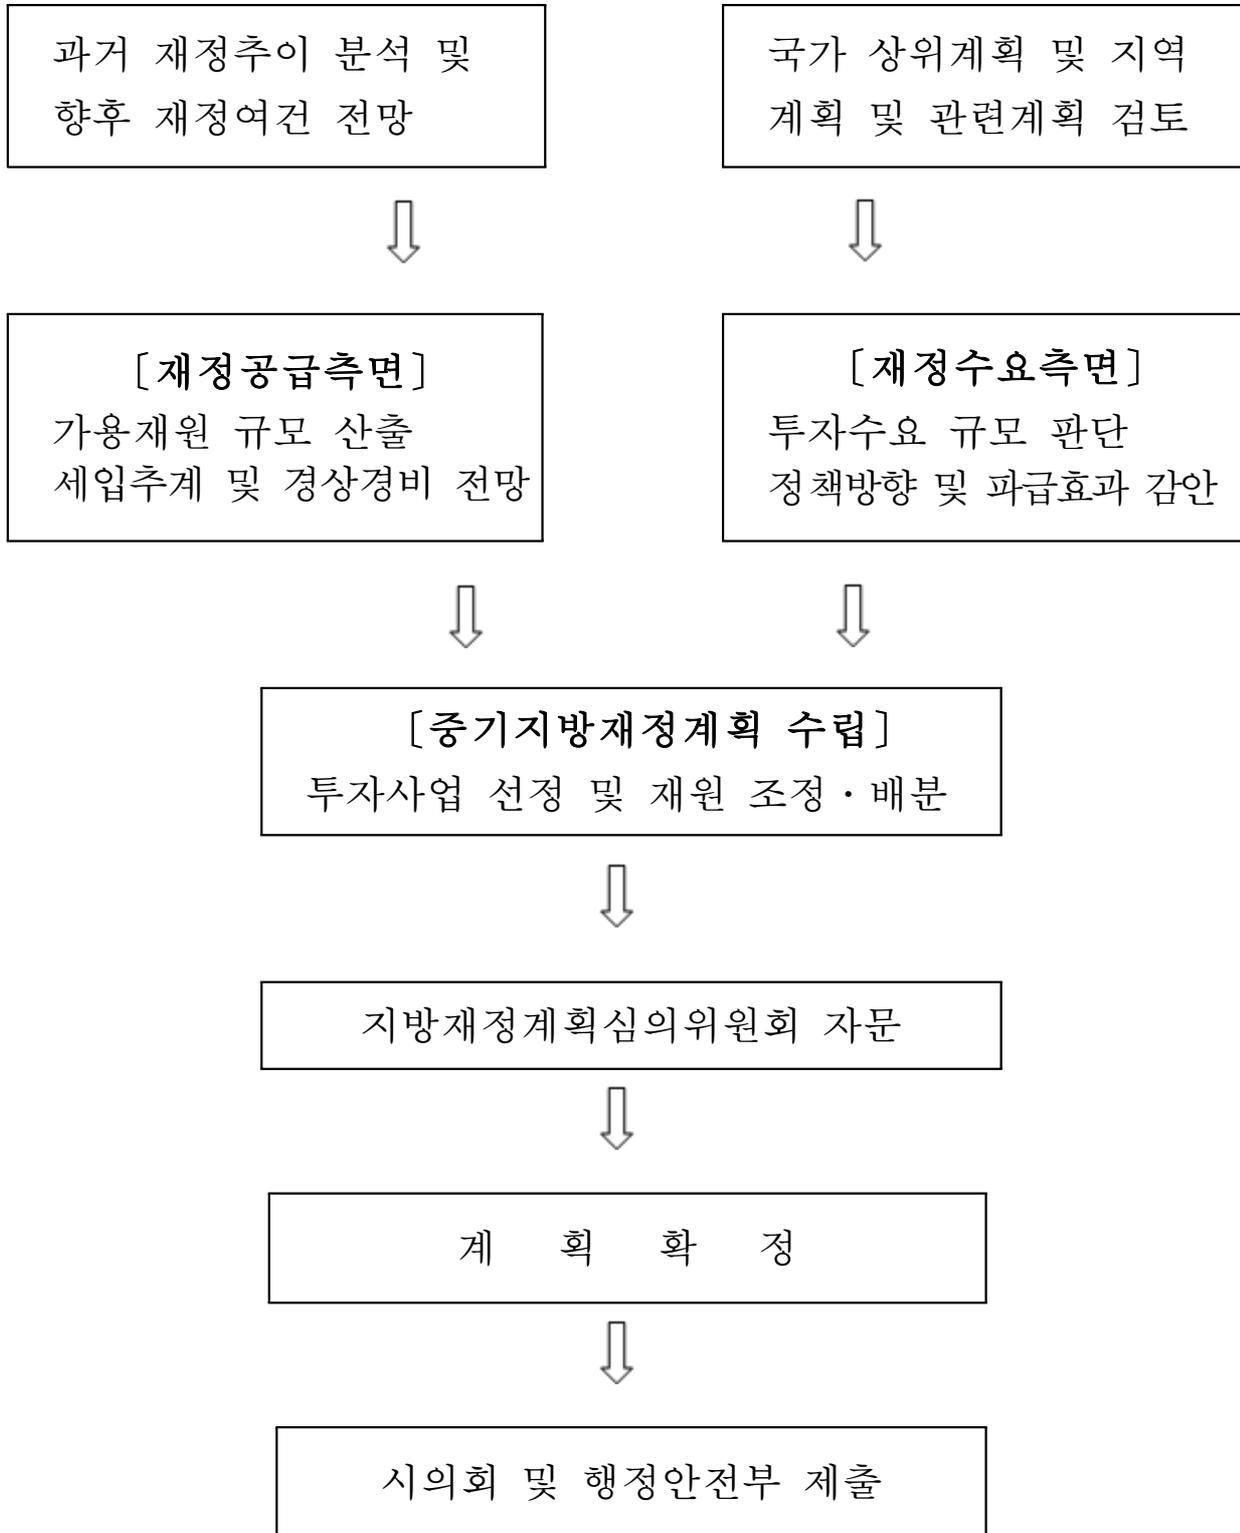 과거 재정추이 분석 및
향후 재정여건 전망
국가 상위계획 및 지역
계획 및 관련계획 검토
[재정공급측면]
가용재원 규모 산출
세입추계 및 경상경비 전망
[재정수요측면]
투자수요 규모 판단
정책방향 및 파급효과 감안
[중기지방재정계획 수립]
투자사업 선정 및 재원 조정·배분
지방재정계획심의위원회 자문
계 획 확 정
시의회 및 행정안전부 제출